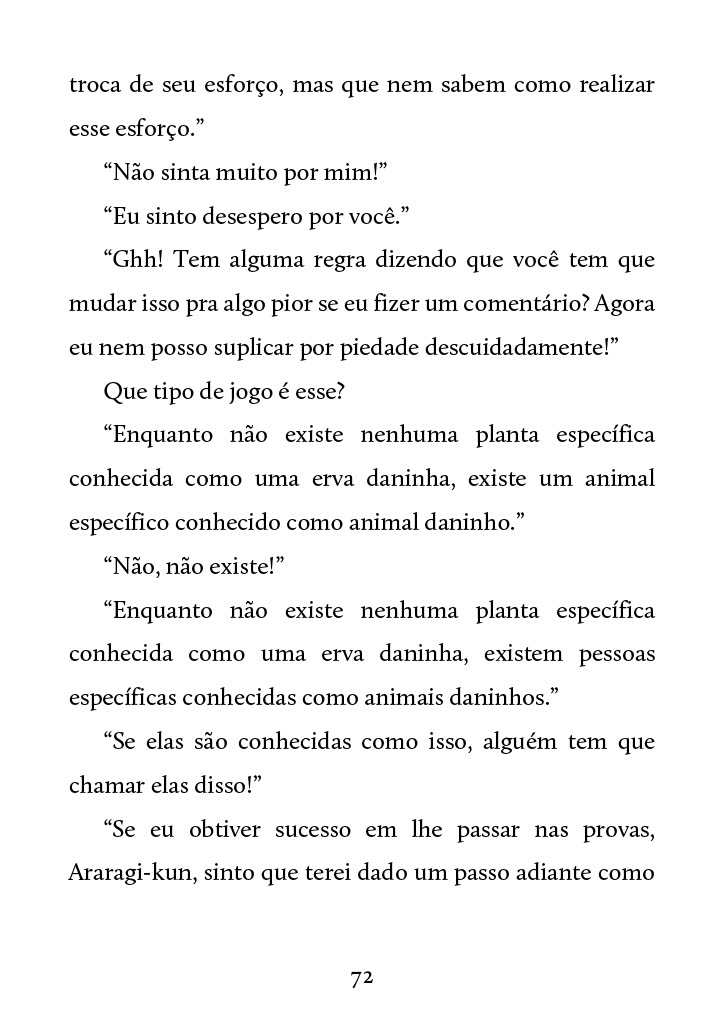 troca de seu esforço, mas que nem sabem como realizar
esse esforço.”
“Não sinta muito por mim!”
“Eu sinto desespero por você.”
“Ghh! Tem alguma regra dizendo que você tem que
mudar isso pra algo pior se eu fizer um comentário? Agora
eu nem posso suplicar por piedade descuidadamente!”
Que tipo de jogo é esse?
“Enquanto não existe nenhuma planta específica
conhecida como uma erva daninha, existe um animal
específico conhecido como animal daninho.”
“Não, não existe!”
“Enquanto não existe nenhuma planta específica
conhecida como uma erva daninha, existem pessoas
específicas conhecidas como animais daninhos.”
“Se elas são conhecidas como isso, alguém tem que
chamar elas disso!”
“Se eu obtiver sucesso em lhe passar nas provas,
Araragi-kun, sinto que terei dado um passo adiante como
72